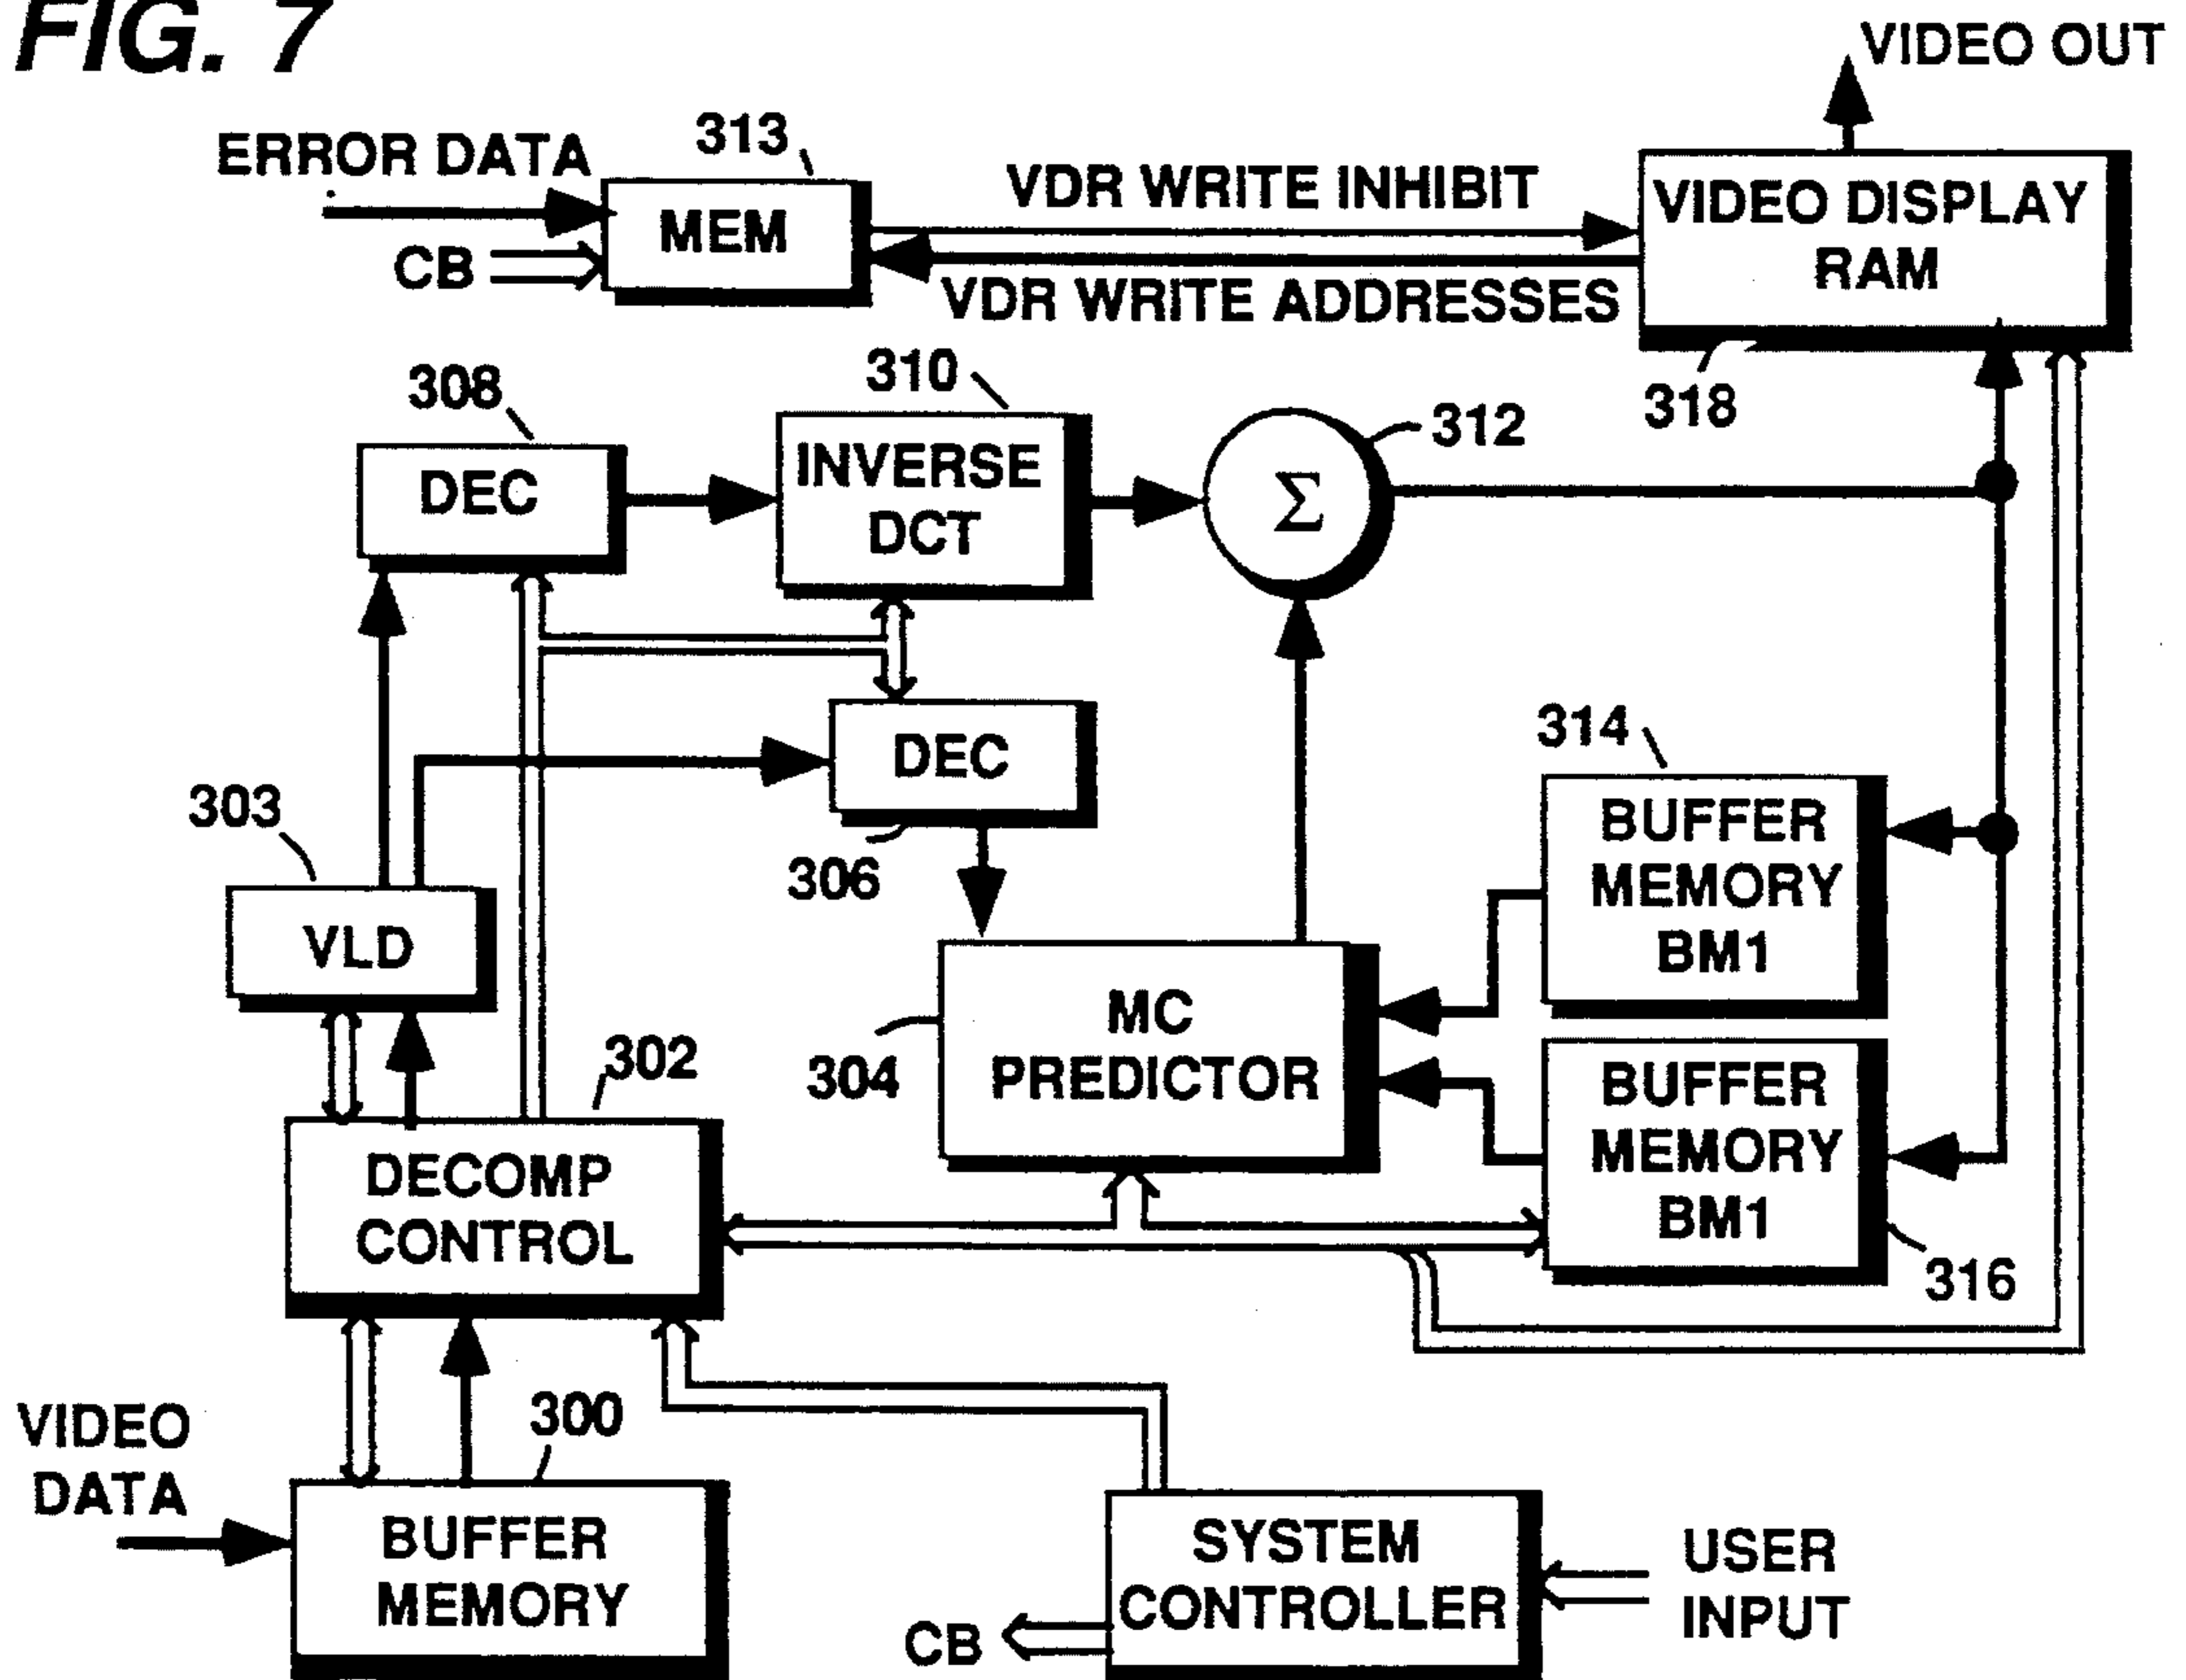 FIG. 7
VIDEO OUT
ERROR DATA
313
MEM
CB
VDR WRITE INHIBIT
VDR WRITE ADDRESSES
VIDEO DISPLAY
RAM
318
308
DEC
310
INVERSE
DCT
312
Σ
DEC
306
303
VLD
314
BUFFER
MEMORY
BM1
MC
PREDICTOR
304
302
DECOMP
CONTROL
BUFFER
MEMORY
BM1
316
VIDEO
DATA
300
BUFFER
MEMORY
SYSTEM
CONTROLLER
CB
USER
INPUT